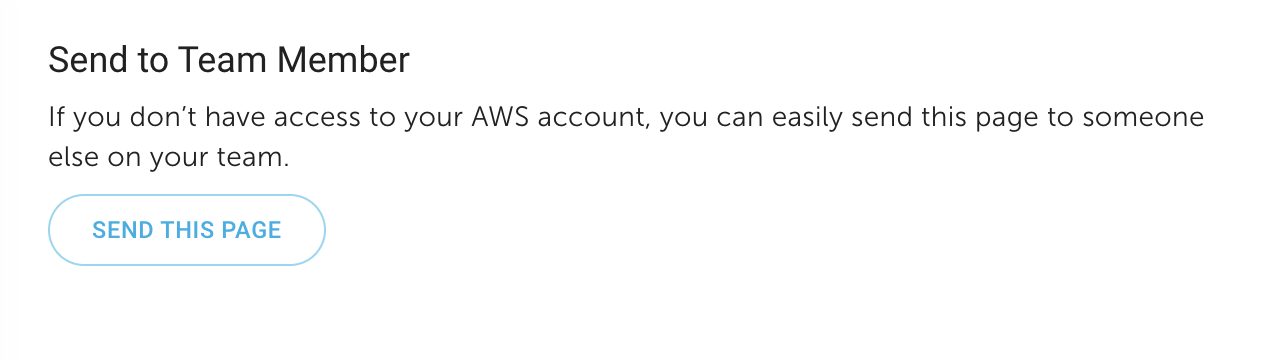 Send to Team Member
If you don’t have access to your AWS account, you can easily send this page to someone
else on your team.
SEND THIS PAGE